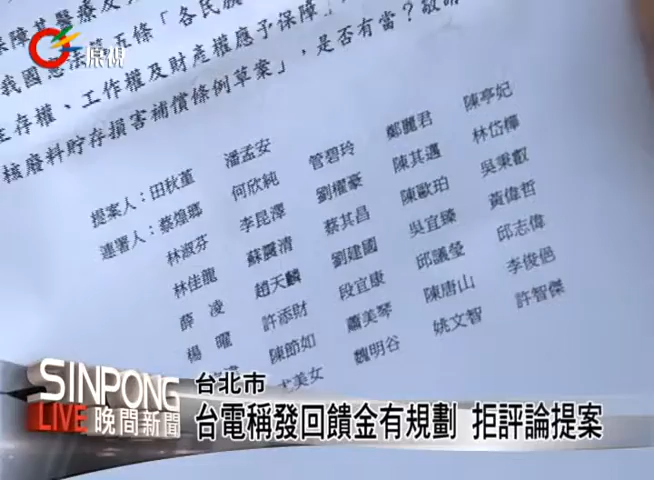 保障其醫療及
我國憲法第五條「各民族
生存權、工作權及財產權應予保障」
核廢料貯存損害補償條例草案」，是否有當？敬請
原視
提案人：田秋堇 潘孟安 管碧玲 鄭麗君 陳亭妃
連署人：蔡煌瑯 何欣純 劉櫂豪 陳其邁 林岱樺
林淑芬 李昆澤 蔡其昌 陳歐珀 吳秉叡
林佳龍 蘇震清 劉建國 吳宜臻 黃偉哲
薛凌 趙天麟 段宜康 邱議瑩 邱志偉
楊曜 許添財 蕭美琴 陳唐山 李俊俋
陳節如 魏明谷 姚文智 許智傑
尤美女
SINPONG
LIVE 晚間新聞
台北市
台電稱發回饋金有規劃 拒評論提案